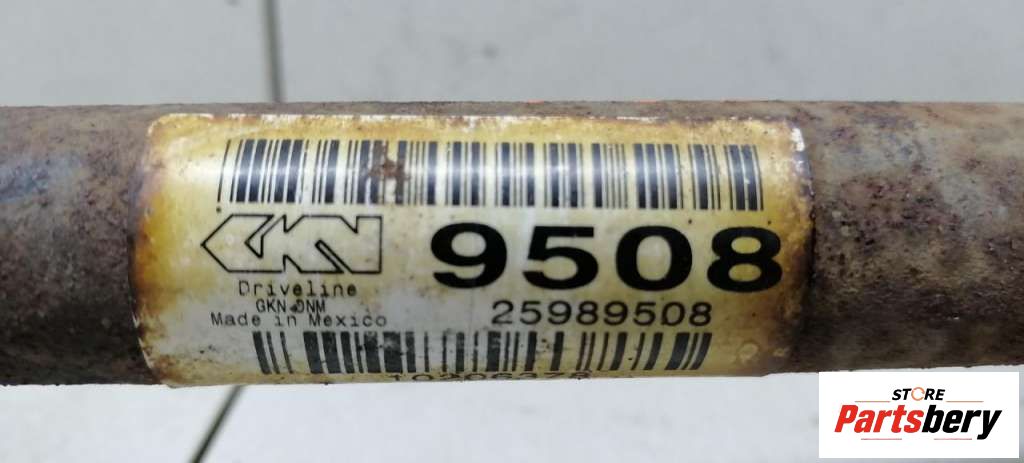 GKN
9508
Driveline
GKN DNM
Made in Mexico
25989508
STORE
Partsbery